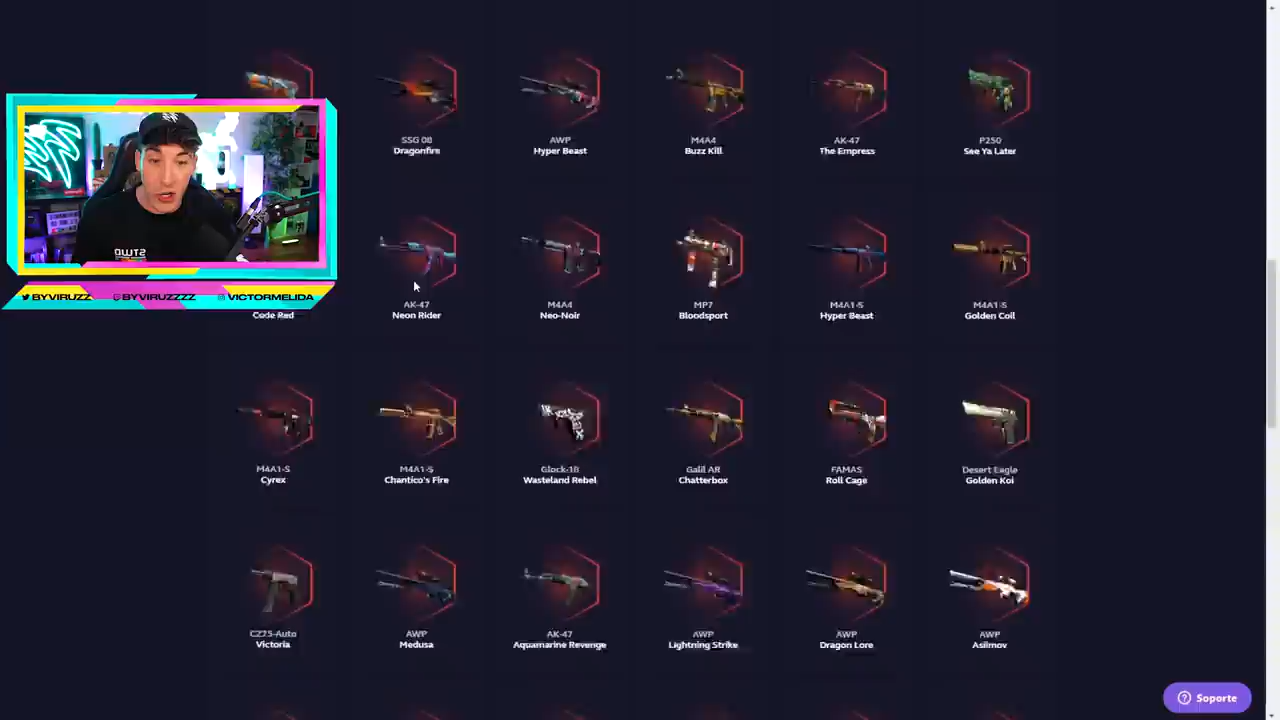 SSG 08
Dragonfire
AWP
Hyper Beast
M4A4
Buzz Kill
AK-47
The Empress
P250
See Ya Later
BYVIRUZZ
BYVIRUZZZZ
VICTORMELIDA
Code Red
AK-47
Neon Rider
M4A4
Neo-Noir
MP7
Bloodsport
M4A1-S
Hyper Beast
M4A1-S
Golden Coil
M4A1-S
Cyrex
M4A1-S
Chantico's Fire
Glock-18
Wasteland Rebel
Galil AR
Chatterbox
FAMAS
Roll Cage
Desert Eagle
Golden Koi
CZ75-Auto
Victoria
AWP
Medusa
AK-47
Aquamarine Revenge
AWP
Lightning Strike
AWP
Dragon Lore
AWP
Asiimov
Soporte